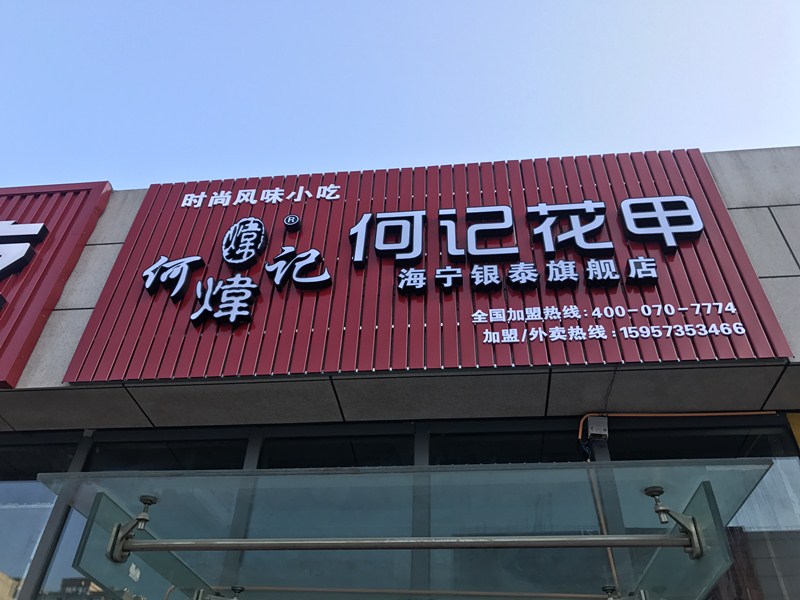 时尚风味小吃
何煒记®
煒
何记花甲
海宁银泰旗舰店
全国加盟热线:400-070-7774
加盟/外卖热线:15957353466